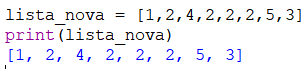 lista_nova = [1,2,4,2,2,2,5,3]
print(lista_nova)
[1, 2, 4, 2, 2, 2, 5, 3]